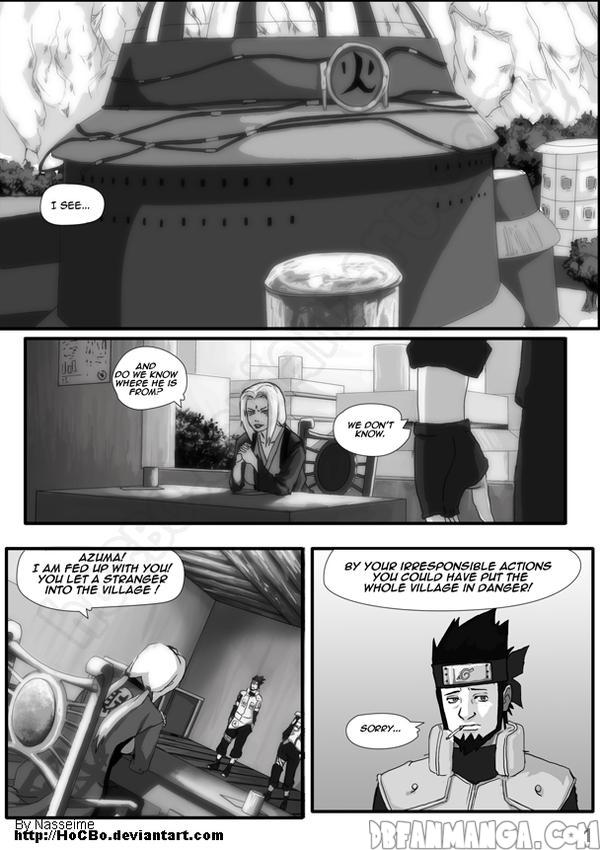 火
I SEE...
AND
DO WE KNOW
WHERE HE IS
FROM?
WE DON'T
KNOW.
AZUMA!
I AM FED UP WITH YOU!
YOU LET A STRANGER
INTO THE VILLAGE !
BY YOUR IRRESPONSIBLE ACTIONS
YOU COULD HAVE PUT THE
WHOLE VILLAGE IN DANGER!
SORRY...
By Nasseime
http://HoCBo.deviantart.com
DBFANMANGA.COM
1